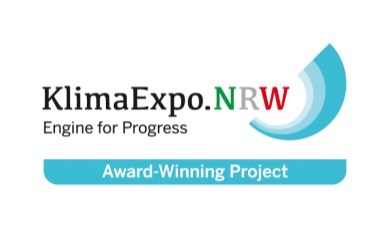 KlimaExpo.NRW
Engine for Progress
Award-Winning Project